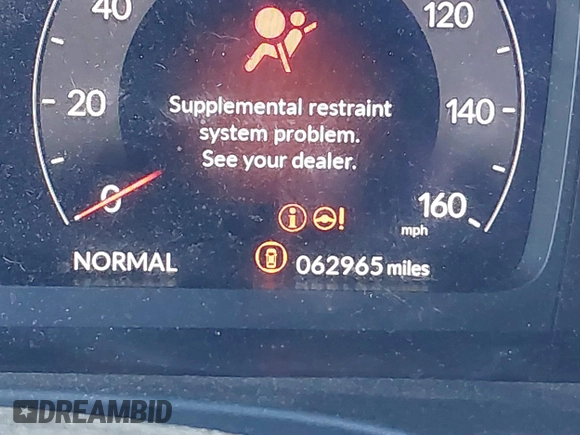 40
120
20
140
Supplemental restraint
system problem.
See your dealer.
0
160
mph
NORMAL
062965 miles
DREAMBID